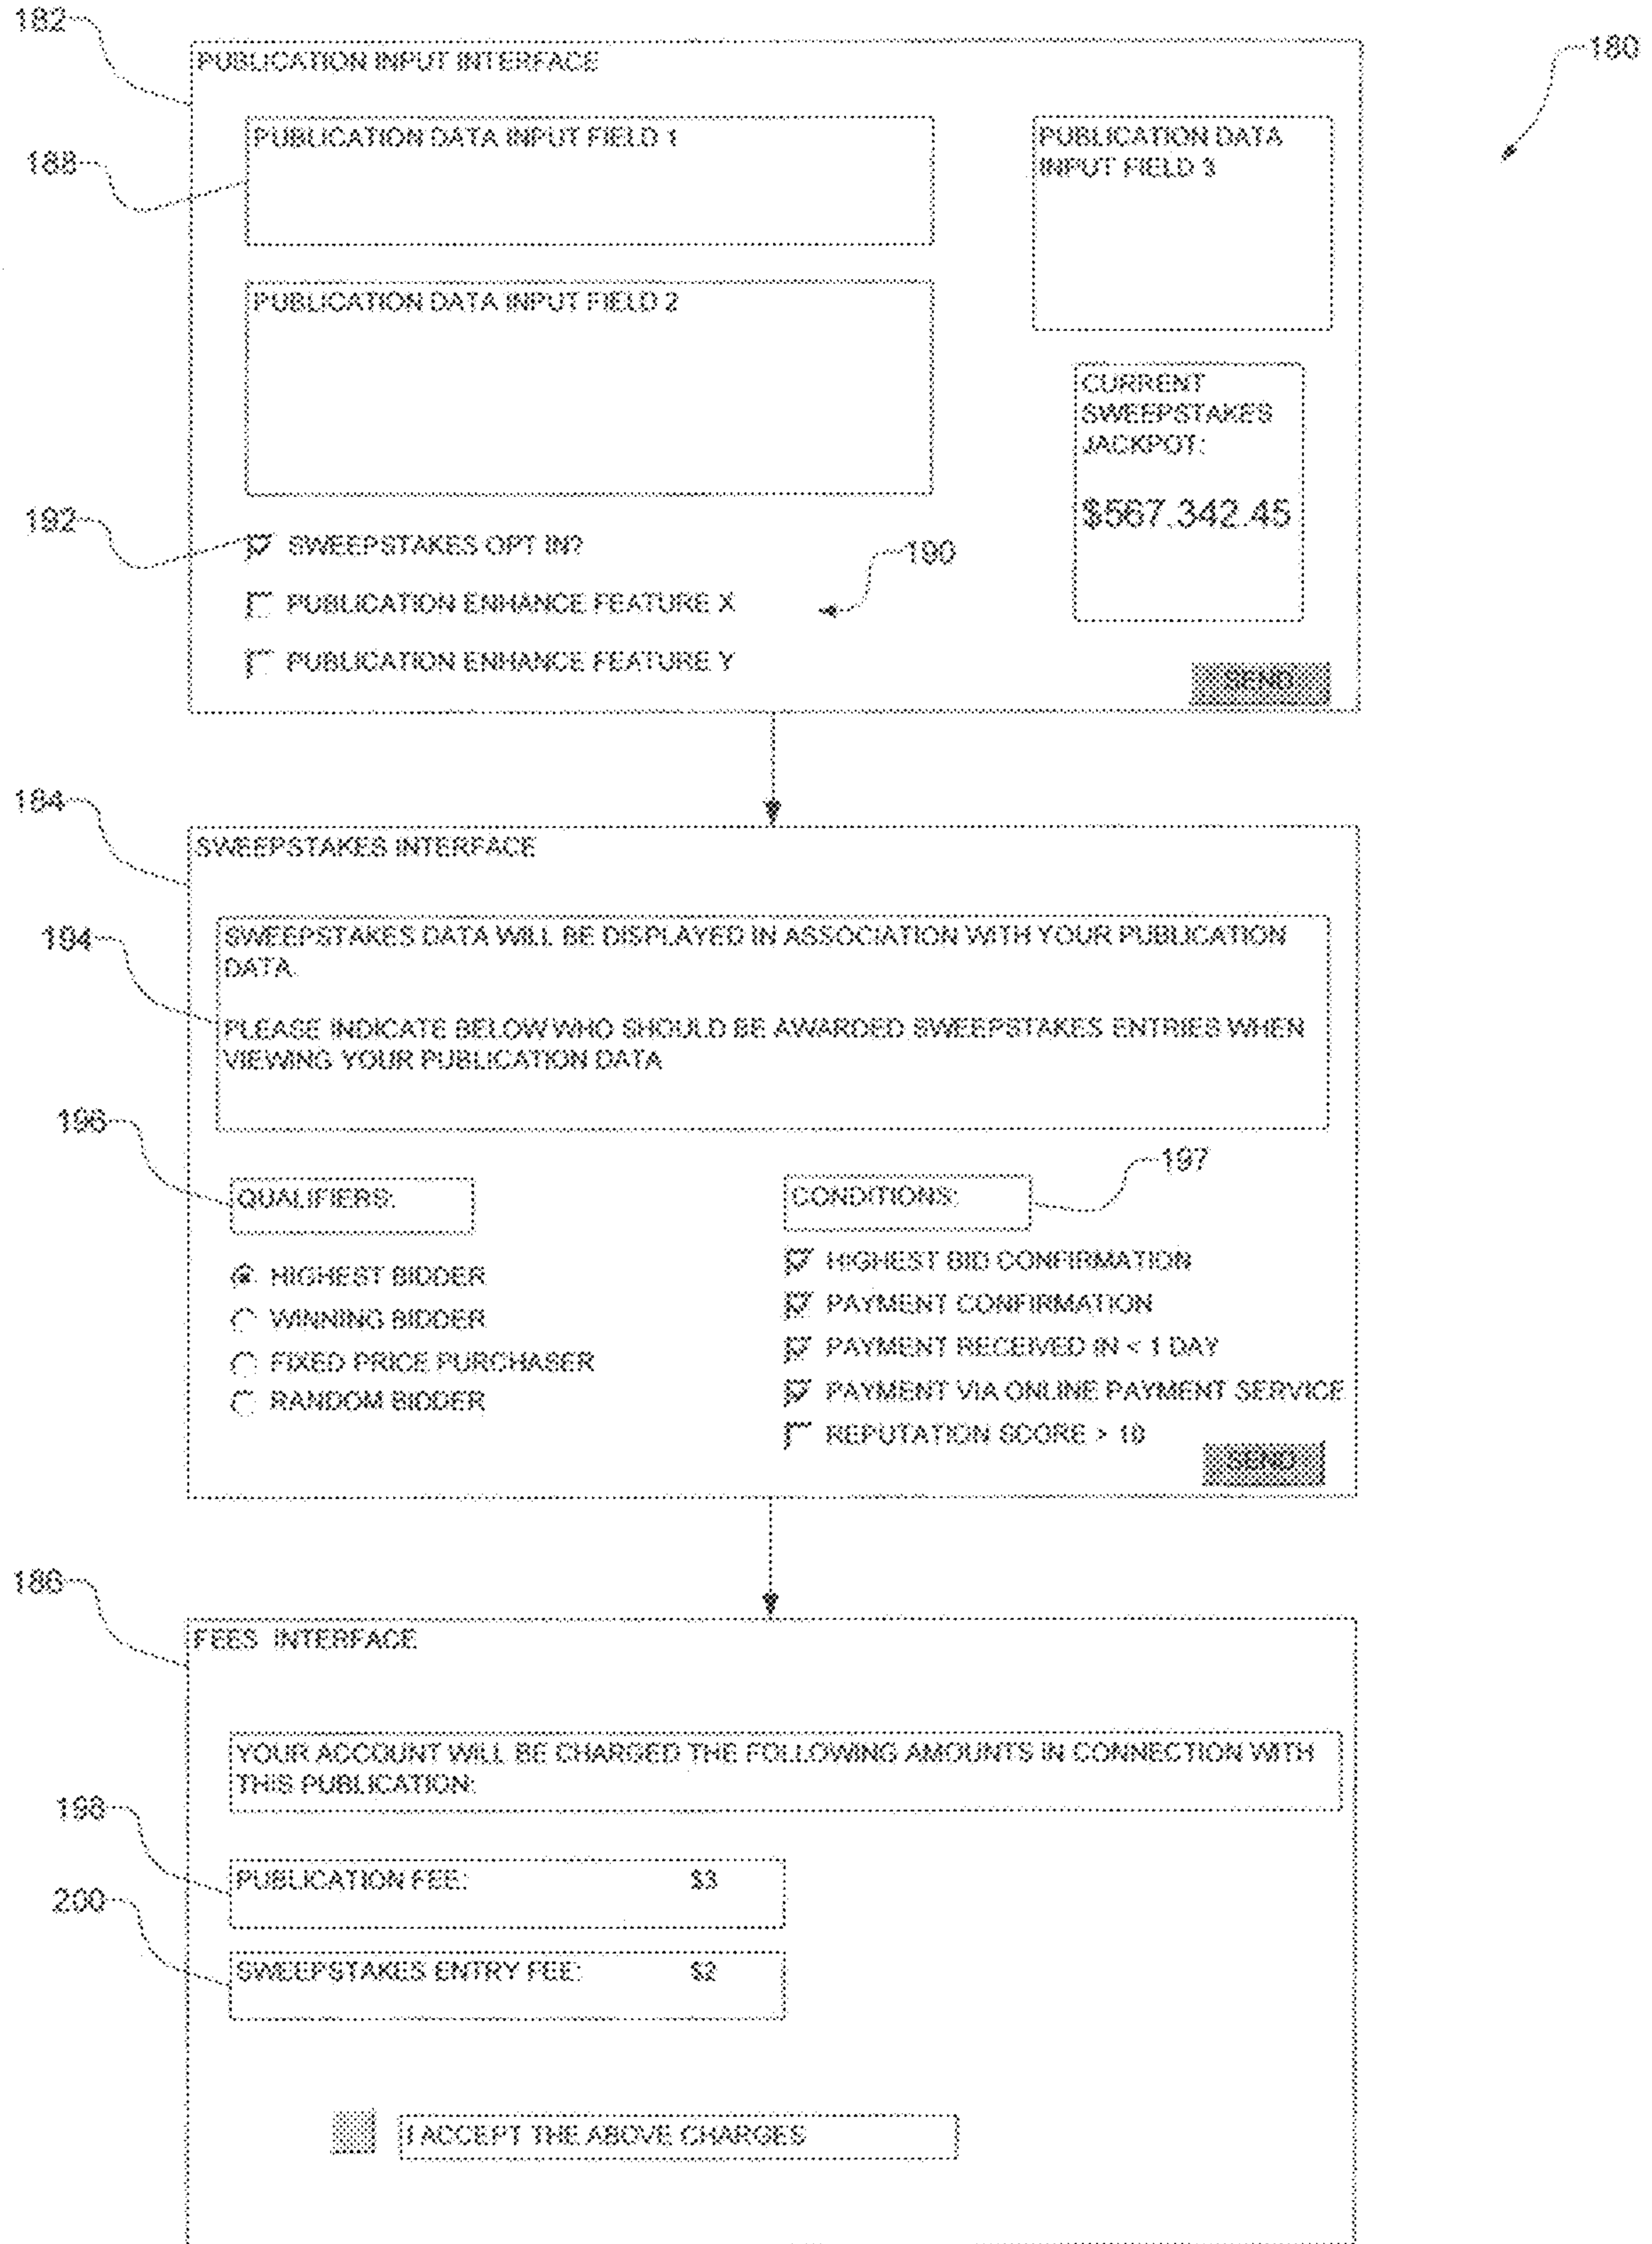 182
180
PUBLICATION INPUT INTERFACE
188
PUBLICATION DATA INPUT FIELD 1
PUBLICATION DATA
INPUT FIELD 3
PUBLICATION DATA INPUT FIELD 2
CURRENT
SWEEPSTAKES
JACKPOT:
$567,342.45
192
SWEEPSTAKES OPT IN?
190
PUBLICATION ENHANCE FEATURE X
PUBLICATION ENHANCE FEATURE Y
SEND
184
SWEEPSTAKES INTERFACE
194
SWEEPSTAKES DATA WILL BE DISPLAYED IN ASSOCIATION WITH YOUR PUBLICATION
DATA.
PLEASE INDICATE BELOW WHO SHOULD BE AWARDED SWEEPSTAKES ENTRIES WHEN
VIEWING YOUR PUBLICATION DATA
196
197
QUALIFIERS:
HIGHEST BIDDER
WINNING BIDDER
FIXED PRICE PURCHASER
RANDOM BIDDER
CONDITIONS:
HIGHEST BID CONFIRMATION
PAYMENT CONFIRMATION
PAYMENT RECEIVED IN < 1 DAY
PAYMENT VIA ONLINE PAYMENT SERVICE
REPUTATION SCORE > 10
SEND
186
FEES INTERFACE
YOUR ACCOUNT WILL BE CHARGED THE FOLLOWING AMOUNTS IN CONNECTION WITH
THIS PUBLICATION:
198
PUBLICATION FEE: $3
200
SWEEPSTAKES ENTRY FEE: $2
I ACCEPT THE ABOVE CHARGES